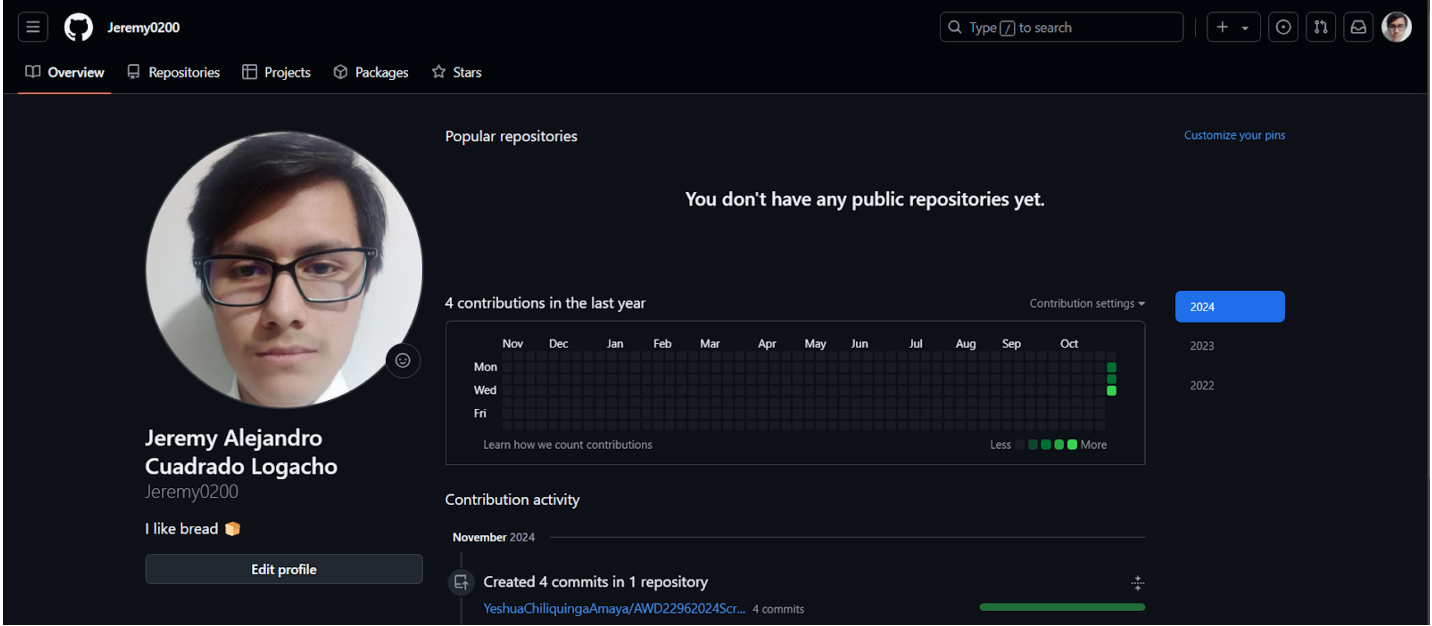 Jeremy0200
Type / to search
Overview Repositories Projects Packages Stars
Popular repositories
Customize your pins
You don't have any public repositories yet.
4 contributions in the last year
Contribution settings
2024
2023
2022
Nov Dec Jan Feb Mar Apr May Jun Jul Aug Sep Oct
Mon
Wed
Fri
Learn how we count contributions
Less More
Jeremy Alejandro
Cuadrado Logacho
Jeremy0200
I like bread 🍞
Edit profile
Contribution activity
November 2024
Created 4 commits in 1 repository
YeshuaChiliquingaAmaya/AWD22962024Scr... 4 commits